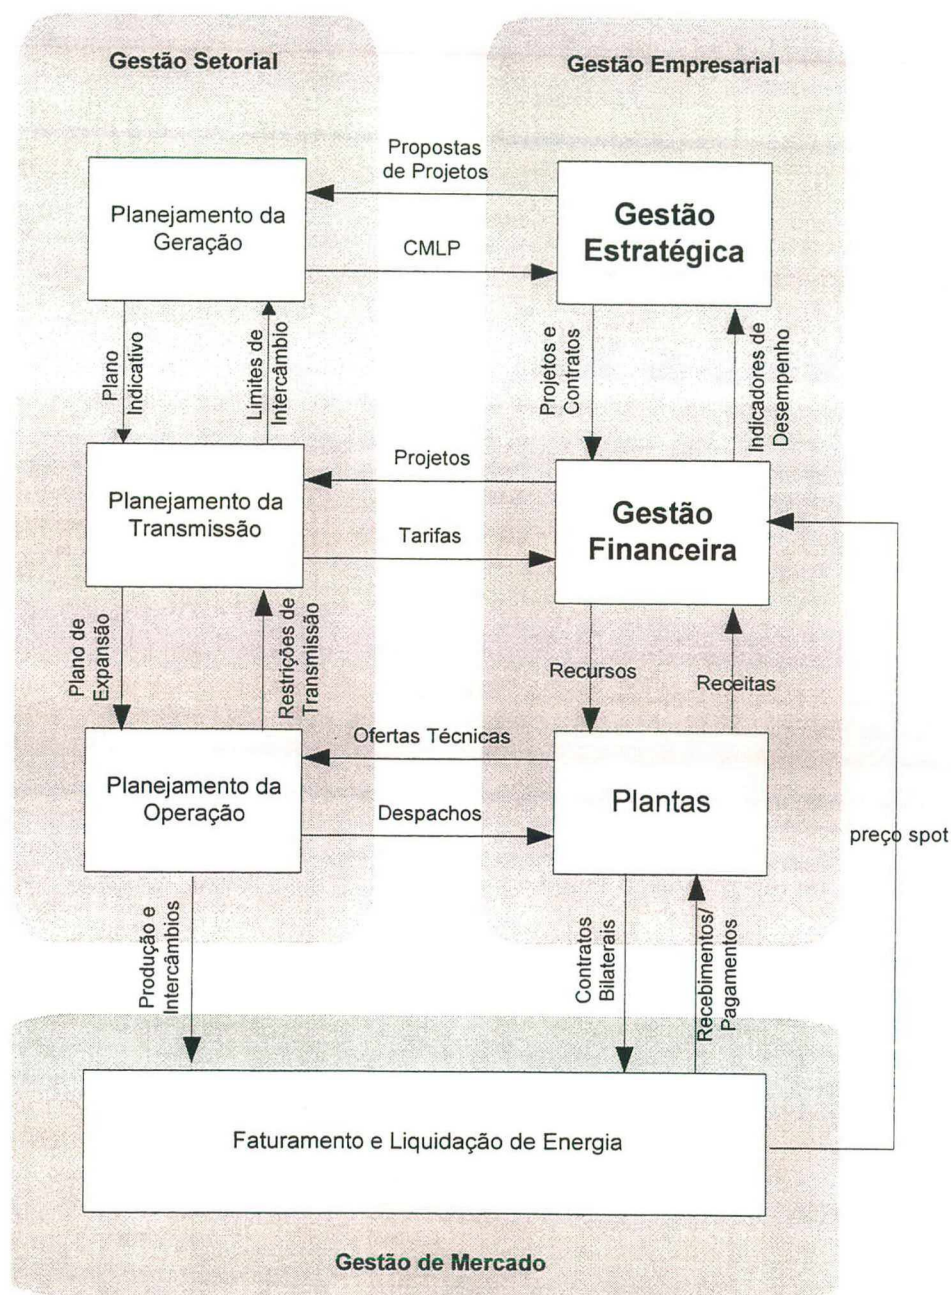 Gestão Setorial
Gestão Empresarial
Propostas
de Projetos
Planejamento da
Geração
Gestão
Estratégica
CMLP
Plano
Indicativo
Limites de
Intercâmbio
Projetos e
Contratos
Indicadores de
Desempenho
Projetos
Planejamento da
Transmissão
Gestão
Financeira
Tarifas
Plano de
Expansão
Restrições de
Transmissão
Recursos
Receitas
Ofertas Técnicas
Planejamento da
Operação
Plantas
Despachos
preço spot
Produção e
Intercâmbios
Contratos
Bilaterais
Recebimentos/
Pagamentos
Faturamento e Liquidação de Energia
Gestão de Mercado